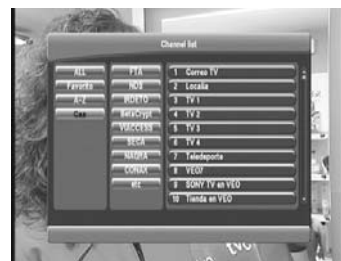 Channel list
ALL
Favorite
A-Z
Cas
FTA
NDS
IRDETO
BetaCrypt
VIACCESS
SECA
NAGRA
CONAX
etc
1 Correo TV
2 Localia
3 TV 1
4 TV 2
5 TV 3
6 TV 4
7 Teledeporte
8 VEO7
9 SONY TV en VEO
10 Tienda en VEO